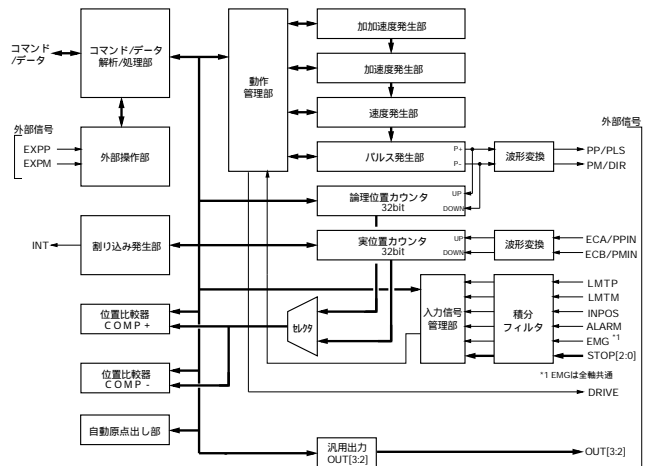 コマンド
/データ
コマンド/データ
解析/処理部
外部信号
EXPP
EXPM
外部操作部
INT
割り込み発生部
位置比較器
COMP+
位置比較器
COMP-
自動原点出し部
動作
管理部
加加速度発生部
加速度発生部
速度発生部
パルス発生部
P+
P-
波形変換
外部信号
PP/PLS
PM/DIR
論理位置カウンタ
32bit
UP
DOWN
実位置カウンタ
32bit
UP
DOWN
波形変換
ECA/PPIN
ECB/PMIN
セレクタ
入力信号
管理部
積分
フィルタ
LMTP
LMTM
INPOS
ALARM
EMG *1
STOP[2:0]
*1 EMGは全軸共通
DRIVE
汎用出力
OUT[3:2]
OUT[3:2]